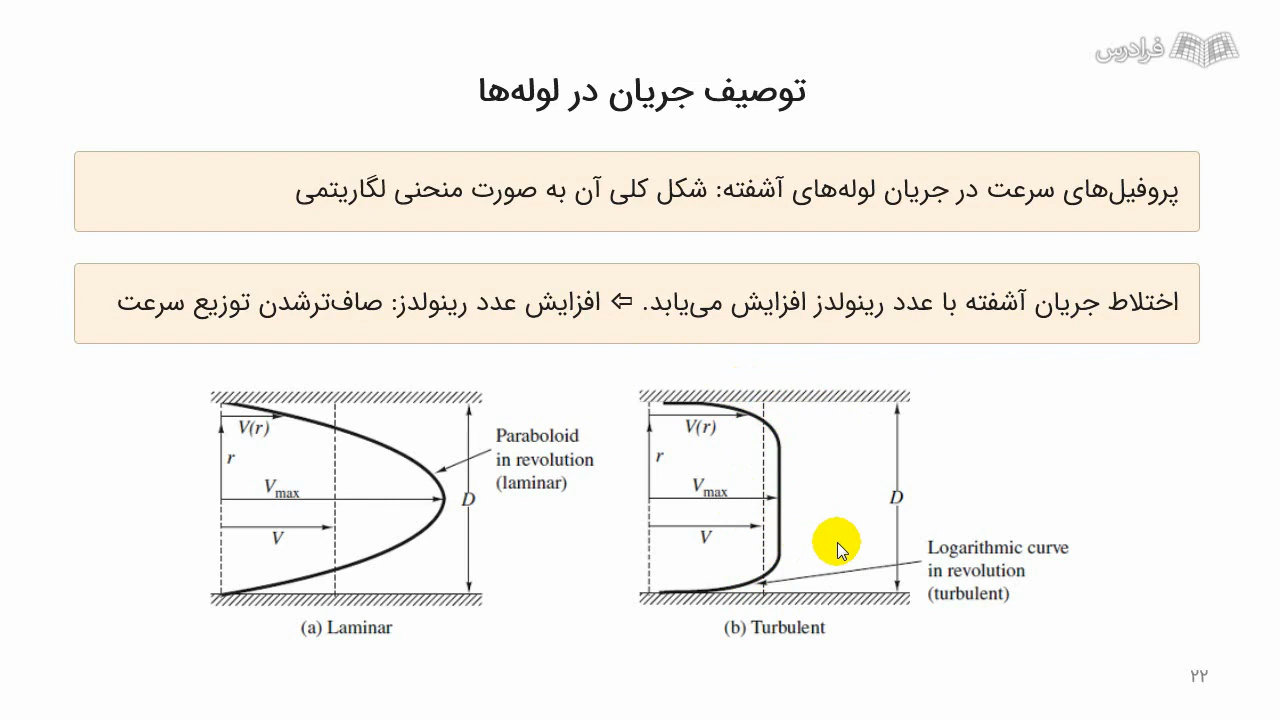 فرادرس
توصیف جریان در لوله‌ها
پروفیل‌های سرعت در جریان لوله‌های آشفته: شکل کلی آن به صورت منحنی لگاریتمی
اختلاط جریان آشفته با عدد رینولدز افزایش می‌یابد. ⇦ افزایش عدد رینولدز: صاف‌ترشدن توزیع سرعت
V(r)
r
Vmax
V
D
Paraboloid
in revolution
(laminar)
(a) Laminar
V(r)
r
Vmax
V
D
Logarithmic curve
in revolution
(turbulent)
(b) Turbulent
۲۲